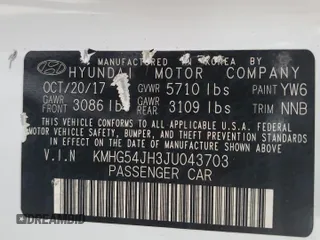 MANUFACTURED IN KOREA BY
HYUNDAI MOTOR COMPANY
OCT/20/17 GVWR 5710 lbs PAINT YW6
GAWR FRONT 3086 lbs GAWR REAR 3109 lbs TRIM NNB
THIS VEHICLE CONFORMS TO ALL APPLICABLE U.S.
FEDERAL MOTOR VEHICLE SAFETY, BUMPER, AND
THEFT PREVENTION STANDARDS
IN EFFECT ON THE DATE OF MANUFACTURE
SHOWN ABOVE.
V.I.N KMHG54JH3JU043703
PASSENGER CAR